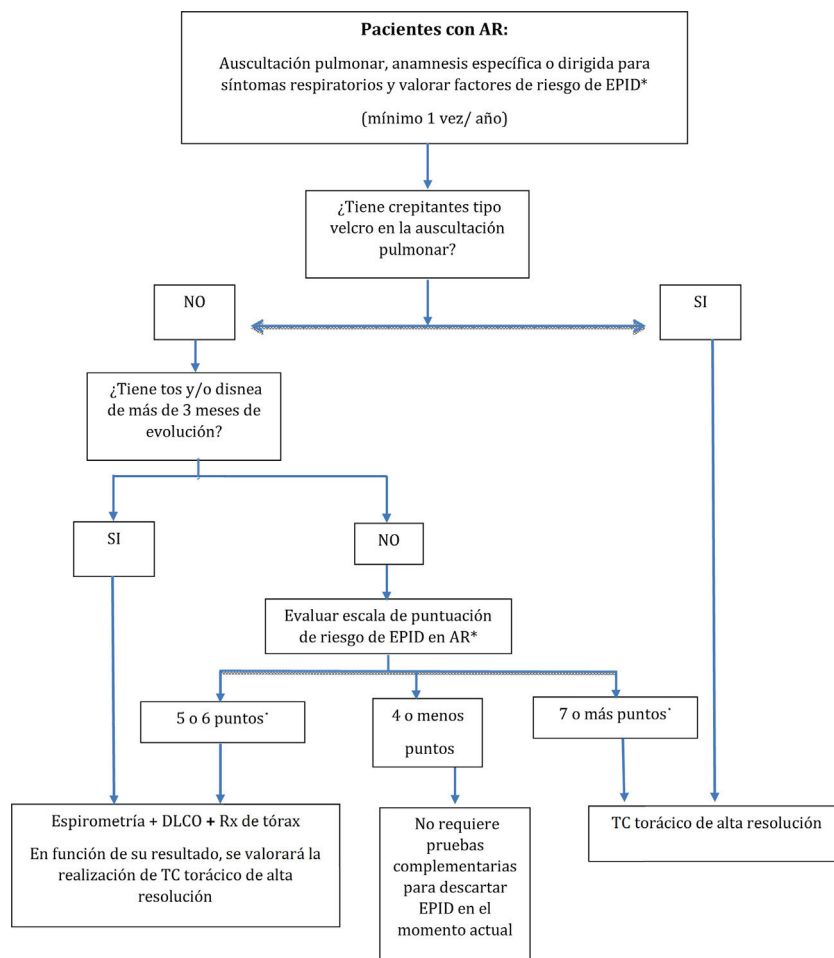 Pacientes con AR:
Auscultación pulmonar, anamnesis específica o dirigida para
síntomas respiratorios y valorar factores de riesgo de EPID*
(mínimo 1 vez/ año)
¿Tiene crepitantes tipo
velcro en la auscultación
pulmonar?
NO
SI
¿Tiene tos y/o disnea
de más de 3 meses de
evolución?
SI
NO
Evaluar escala de puntuación
de riesgo de EPID en AR*
5 o 6 puntos˙
4 o menos
puntos
7 o más puntos˙
Espirometría + DLCO + Rx de tórax
En función de su resultado, se valorará la
realización de TC torácico de alta
resolución
No requiere
pruebas
complementarias
para descartar
EPID en el
momento actual
TC torácico de alta resolución